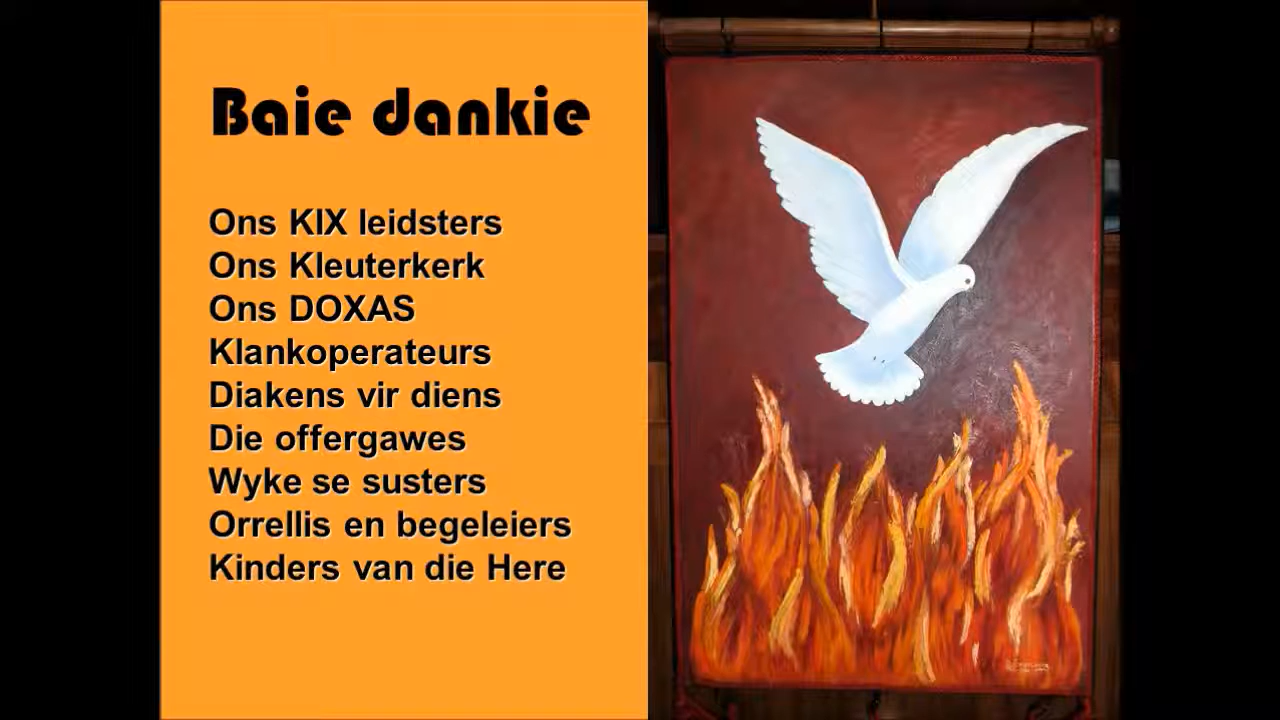 Baie dankie
Ons KIX leidsters
Ons Kleuterkerk
Ons DOXAS
Klankoperateurs
Diakens vir diens
Die offergawes
Wyke se susters
Orrellis en begeleiers
Kinders van die Here